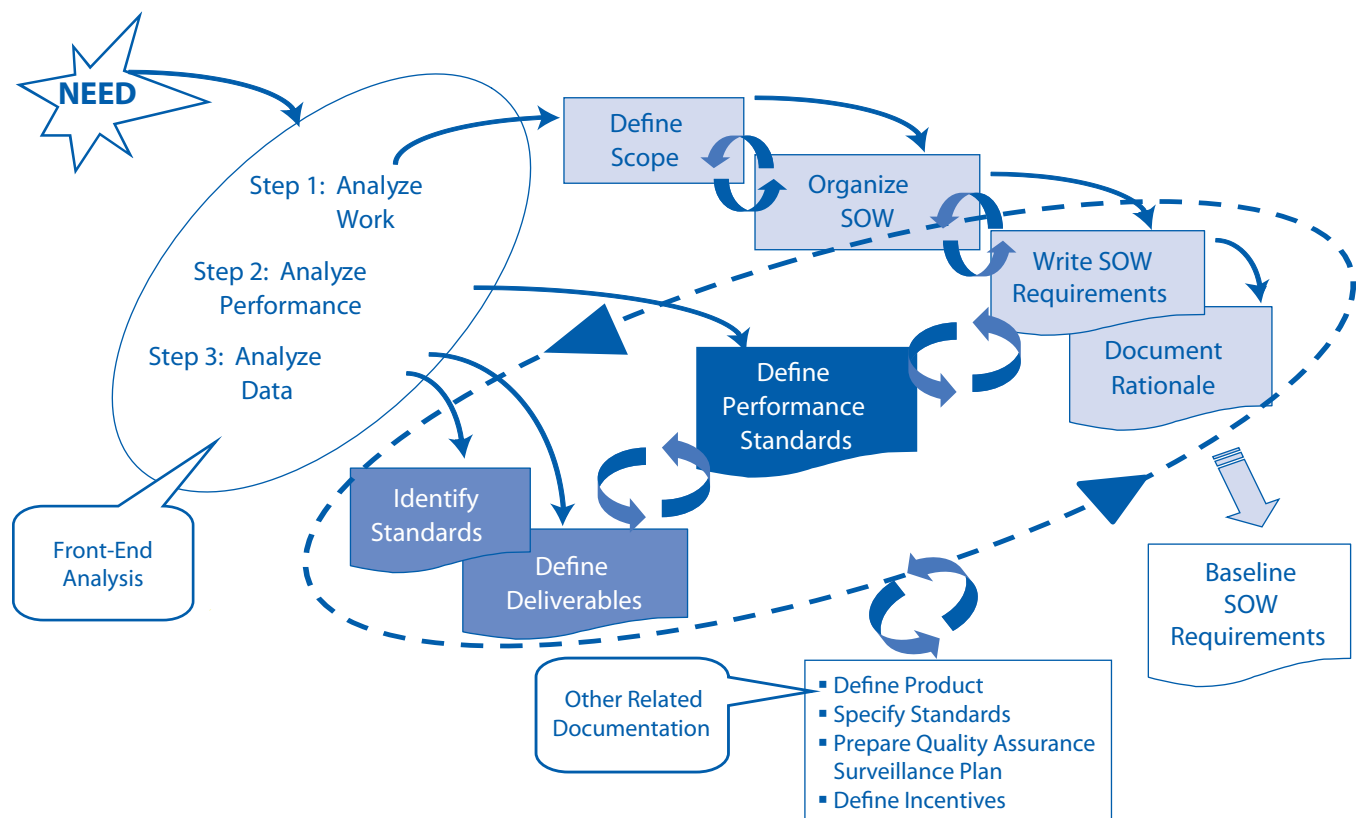 NEED
Step 1: Analyze
Work
Step 2: Analyze
Performance
Step 3: Analyze
Data
Front-End
Analysis
Define
Scope
Organize
SOW
Write SOW
Requirements
Document
Rationale
Define
Performance
Standards
Identify
Standards
Define
Deliverables
Baseline
SOW
Requirements
Other Related
Documentation
▪ Define Product
▪ Specify Standards
▪ Prepare Quality Assurance
Surveillance Plan
▪ Define Incentives